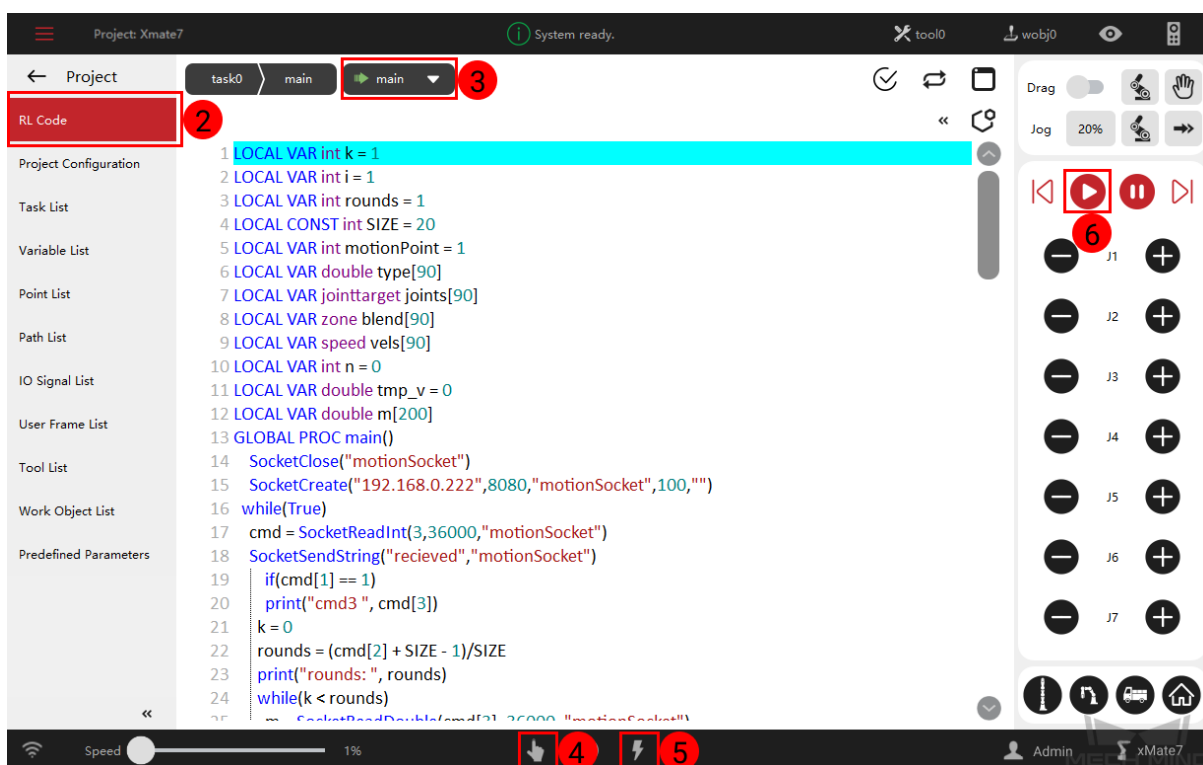 Project: Xmate7
System ready.
tool0
wobj0
Project
task0
main
main
3
RL Code
2
Project Configuration
Task List
Variable List
Point List
Path List
IO Signal List
User Frame List
Tool List
Work Object List
Predefined Parameters
«
«
1 LOCAL VAR int k = 1
2 LOCAL VAR int i = 1
3 LOCAL VAR int rounds = 1
4 LOCAL CONST int SIZE = 20
5 LOCAL VAR int motionPoint = 1
6 LOCAL VAR double type[90]
7 LOCAL VAR jointtarget joints[90]
8 LOCAL VAR zone blend[90]
9 LOCAL VAR speed vels[90]
10 LOCAL VAR int n = 0
11 LOCAL VAR double tmp_v = 0
12 LOCAL VAR double m[200]
13 GLOBAL PROC main()
14 SocketClose("motionSocket")
15 SocketCreate("192.168.0.222",8080,"motionSocket",100,"")
16 while(True)
17 cmd = SocketReadInt(3,36000,"motionSocket")
18 SocketSendString("recieved","motionSocket")
19 if(cmd[1] == 1)
20 print("cmd3 ", cmd[3])
21 k = 0
22 rounds = (cmd[2] + SIZE - 1)/SIZE
23 print("rounds: ", rounds)
24 while(k < rounds)
25 m = SocketReadDouble(cmd[3], 36000, "motionSocket")
Drag
Jog
20%
6
J1
J2
J3
J4
J5
J6
J7
Speed
1%
4
5
Admin
xMate7
MECH MIND